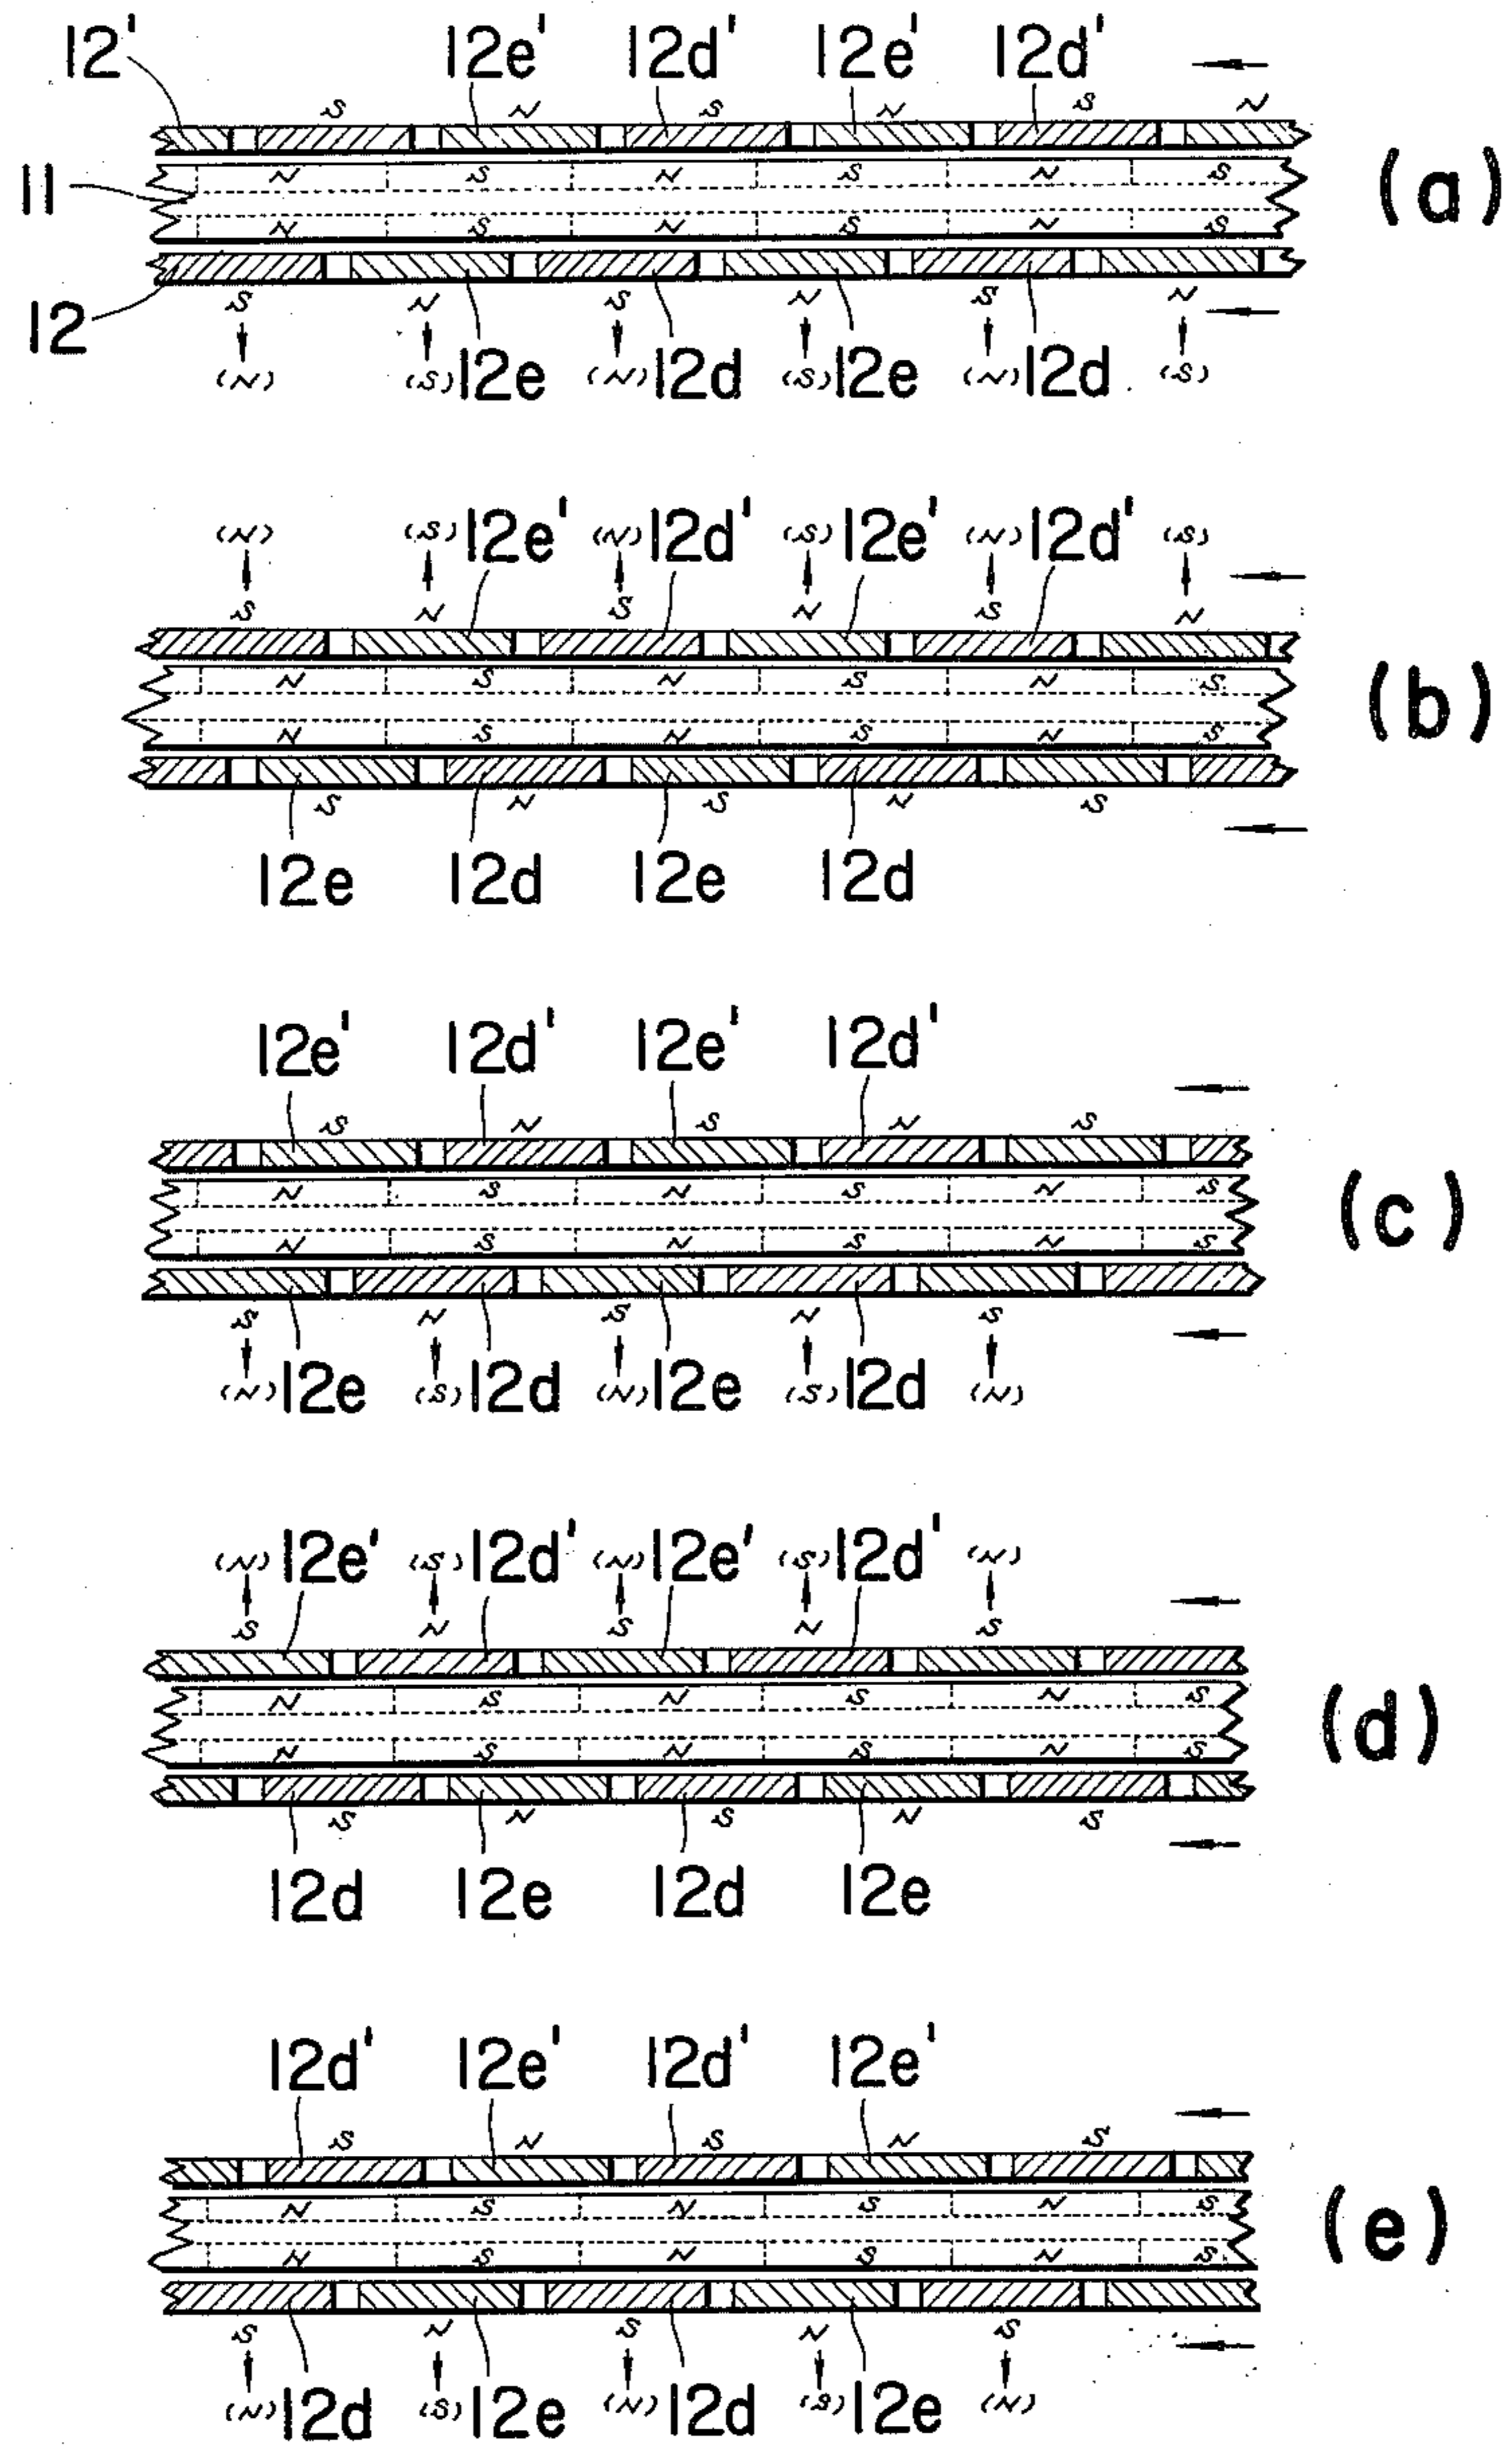 12' 12e' 12d' 12e' 12d'
S N S N S N
N S N S N S
11 (a)
N S N S N S
12
S N S N S N
(N) (S) 12e (N) 12d (S) 12e (N) 12d (S)
(N) (S) 12e' (N) 12d' (S) 12e' (N) 12d' (S)
S N S N S N
N S N S N S
(b)
N S N S N S
S N S N S
12e 12d 12e 12d
12e' 12d' 12e' 12d'
S N S N S
N S N S N S
(c)
N S N S N S
S N S N S
(N) 12e (S) 12d (N) 12e (S) 12d (N)
(N) 12e' (S) 12d' (N) 12e' (S) 12d' (N)
S N S N S
N S N S N S
(d)
N S N S N S
S N S N S
12d 12e 12d 12e
12d' 12e' 12d' 12e'
S N S N S
N S N S N S
(e)
N S N S N S
S N S N S
(N) 12d (S) 12e (N) 12d (S) 12e (N)